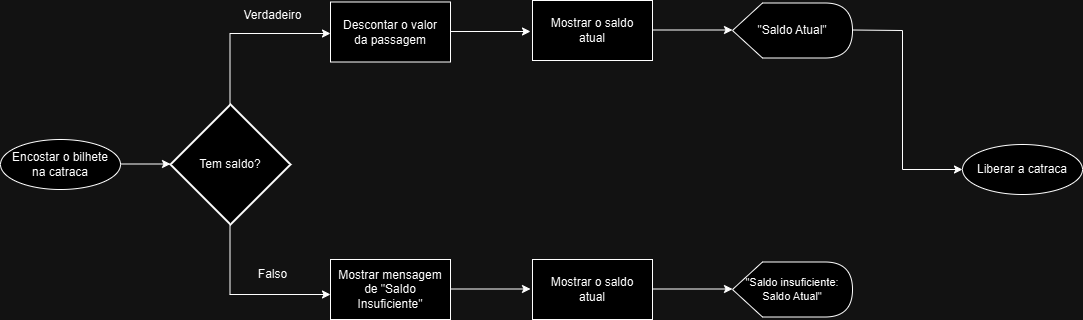 Verdadeiro
Descontar o valor
da passagem
Mostrar o saldo
atual
"Saldo Atual"
Encostar o bilhete
na catraca
Tem saldo?
Liberar a catraca
Falso
Mostrar mensagem
de "Saldo
Insuficiente"
Mostrar o saldo
atual
"Saldo insuficiente:
Saldo Atual"